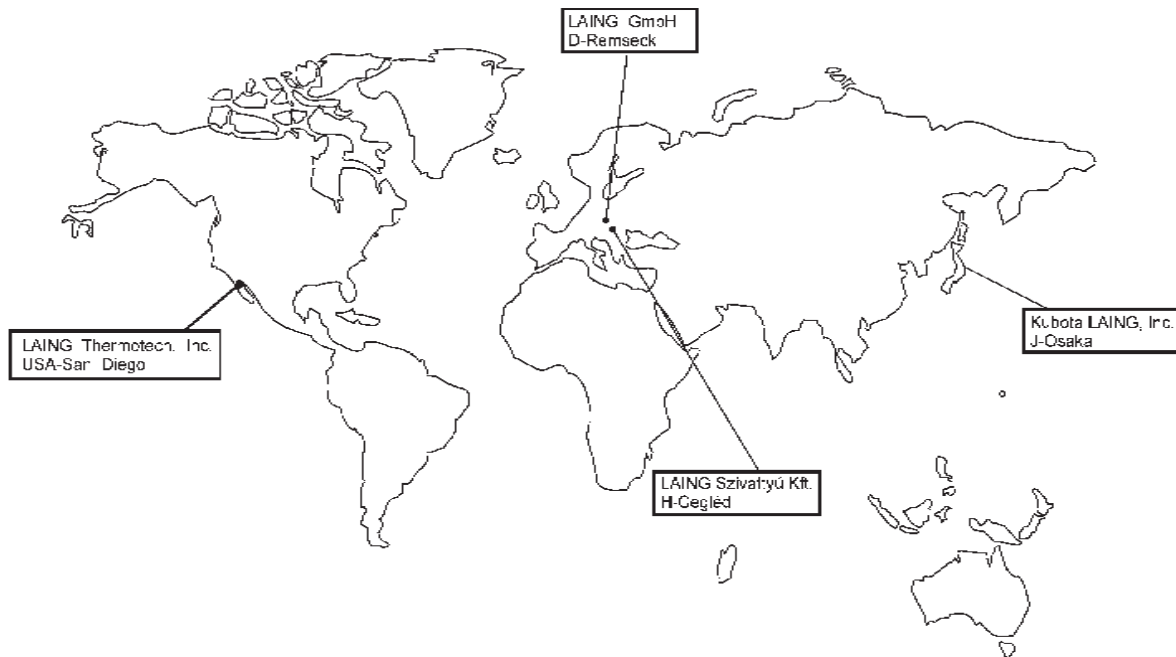 LAING GmbH
D-Remseck
LAING Thermotech. Inc.
USA-San Diego
Kubota LAING, Inc.
J-Osaka
LAING Szivattyú Kft.
H-Cegléd